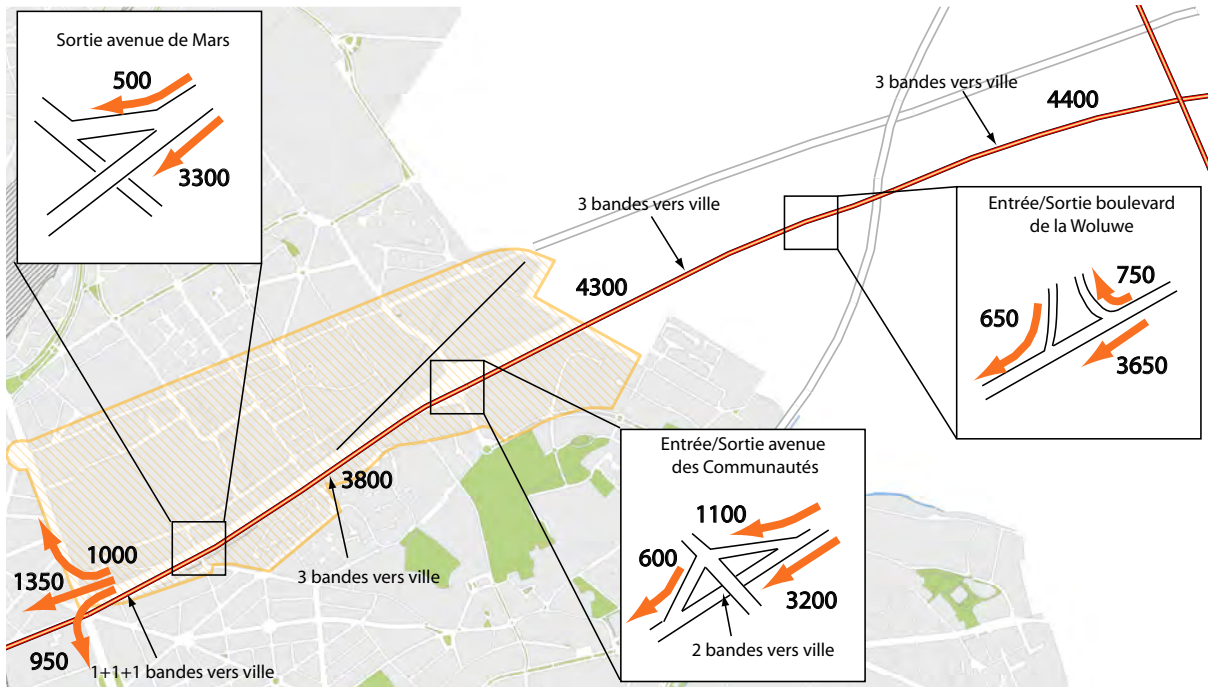 Sortie avenue de Mars
500
3300
3 bandes vers ville
4400
3 bandes vers ville
4300
Entrée/Sortie boulevard
de la Woluwe
750
650
3650
3800
3 bandes vers ville
Entrée/Sortie avenue
des Communautés
1100
600
3200
2 bandes vers ville
1000
1350
950
1+1+1 bandes vers ville